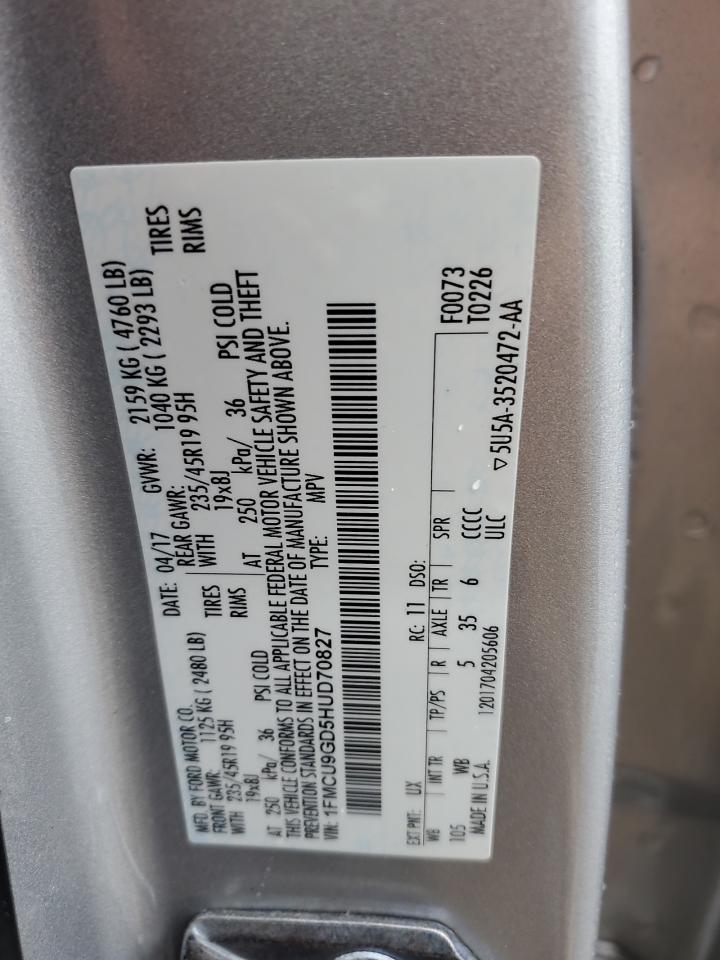 MFD. BY FORD MOTOR CO. DATE: 04/17 GVWR: 2159 KG ( 4760 LB)
FRONT GAWR: 1125 KG ( 2480 LB) REAR GAWR: 1040 KG ( 2293 LB)
WITH 235/45R19 95H TIRES WITH 235/45R19 95H TIRES
19x8J RIMS 19x8J RIMS
AT 250 kPa/ 36 PSI COLD AT 250 kPa/ 36 PSI COLD
THIS VEHICLE CONFORMS TO ALL APPLICABLE FEDERAL MOTOR VEHICLE SAFETY AND THEFT
PREVENTION STANDARDS IN EFFECT ON THE DATE OF MANUFACTURE SHOWN ABOVE.
VIN: 1FMCU9GD5HUD70827 TYPE: MPV
EXT PNT: UX RC: 11 DSO: F0073
WB INT TR TP/PS R AXLE TR SPR T0226
105 WB 5 35 6 CCCC
MADE IN U.S.A. 1201704205606 ULC ▽5U5A-3520472-AA